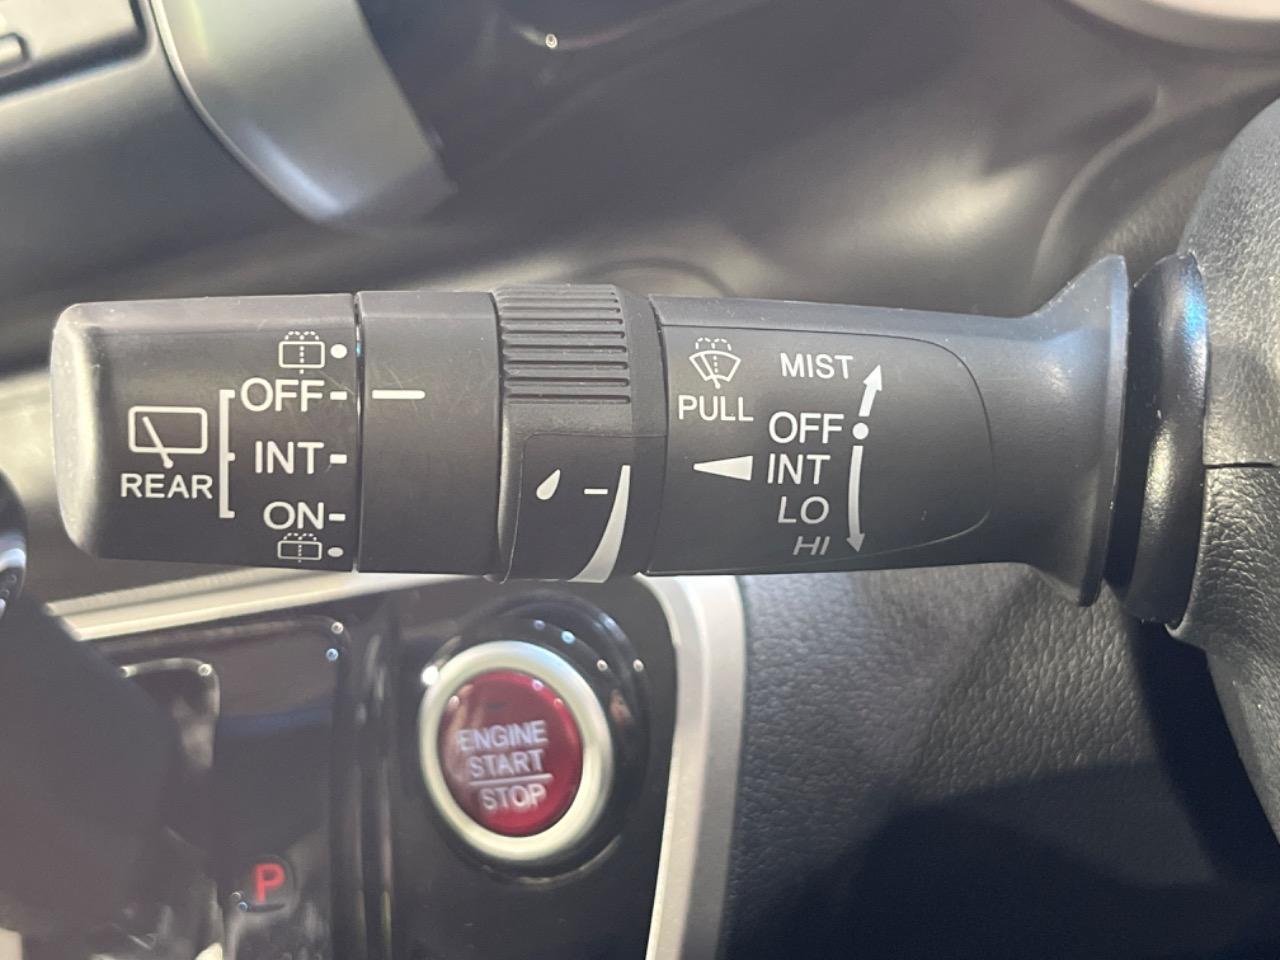 OFF
INT
ON
REAR
PULL
MIST
OFF
INT
LO
HI
ENGINE
START
STOP
P